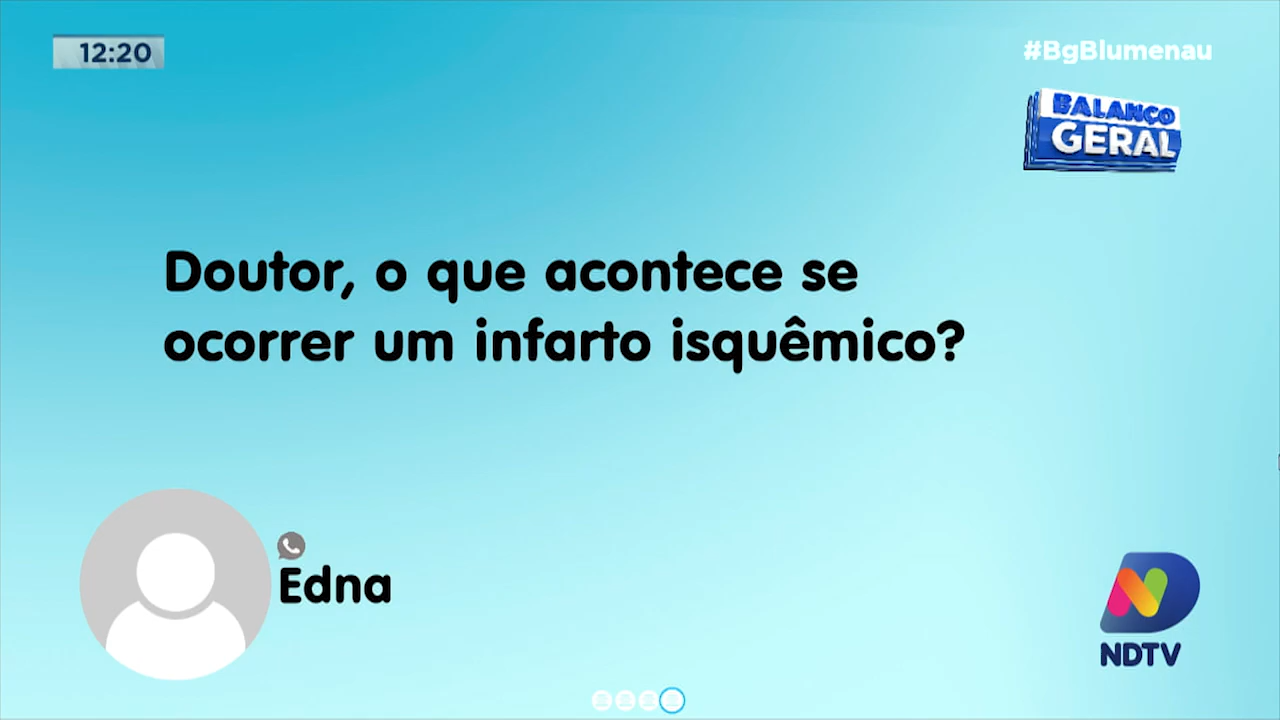 12:20
#BgBlumenau
BALANÇO
GERAL
Doutor, o que acontece se
ocorrer um infarto isquêmico?
Edna
NDTV